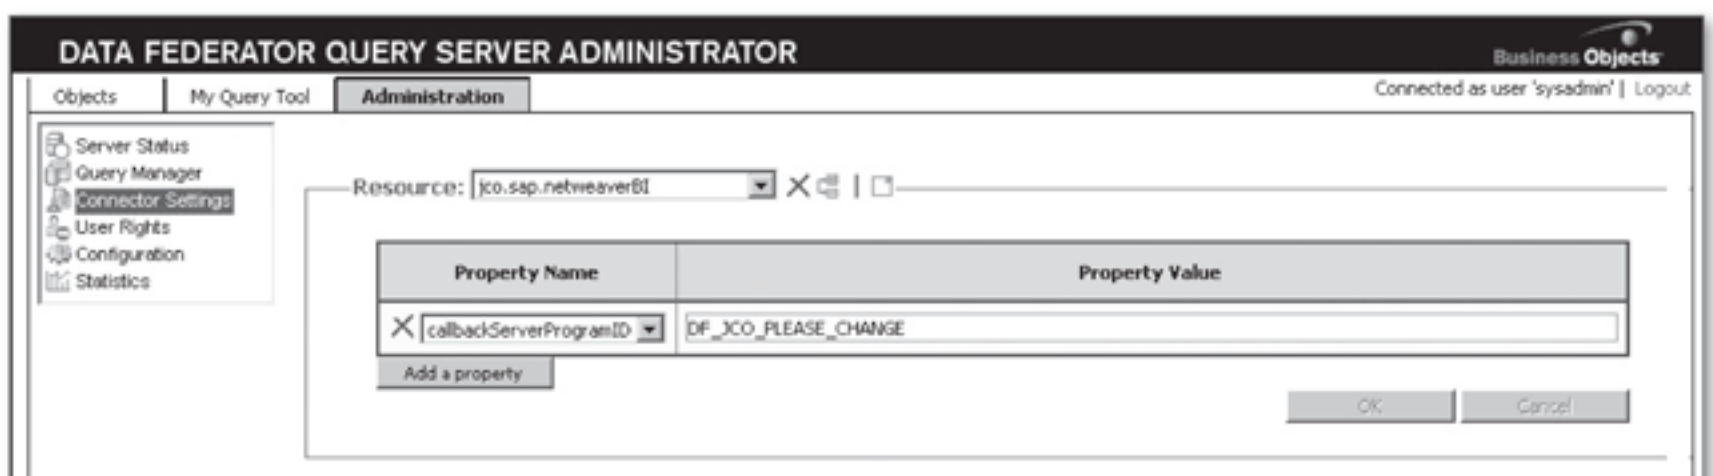 DATA FEDERATOR QUERY SERVER ADMINISTRATOR
Business Objects
Objects
My Query Tool
Administration
Connected as user 'sysadmin' | Logout
Server Status
Query Manager
Connector Settings
User Rights
Configuration
Statistics
Resource: jco.sap.netweaverBI
Property Name
Property Value
callbackServerProgramID
DF_JCO_PLEASE_CHANGE
Add a property
OK
Cancel